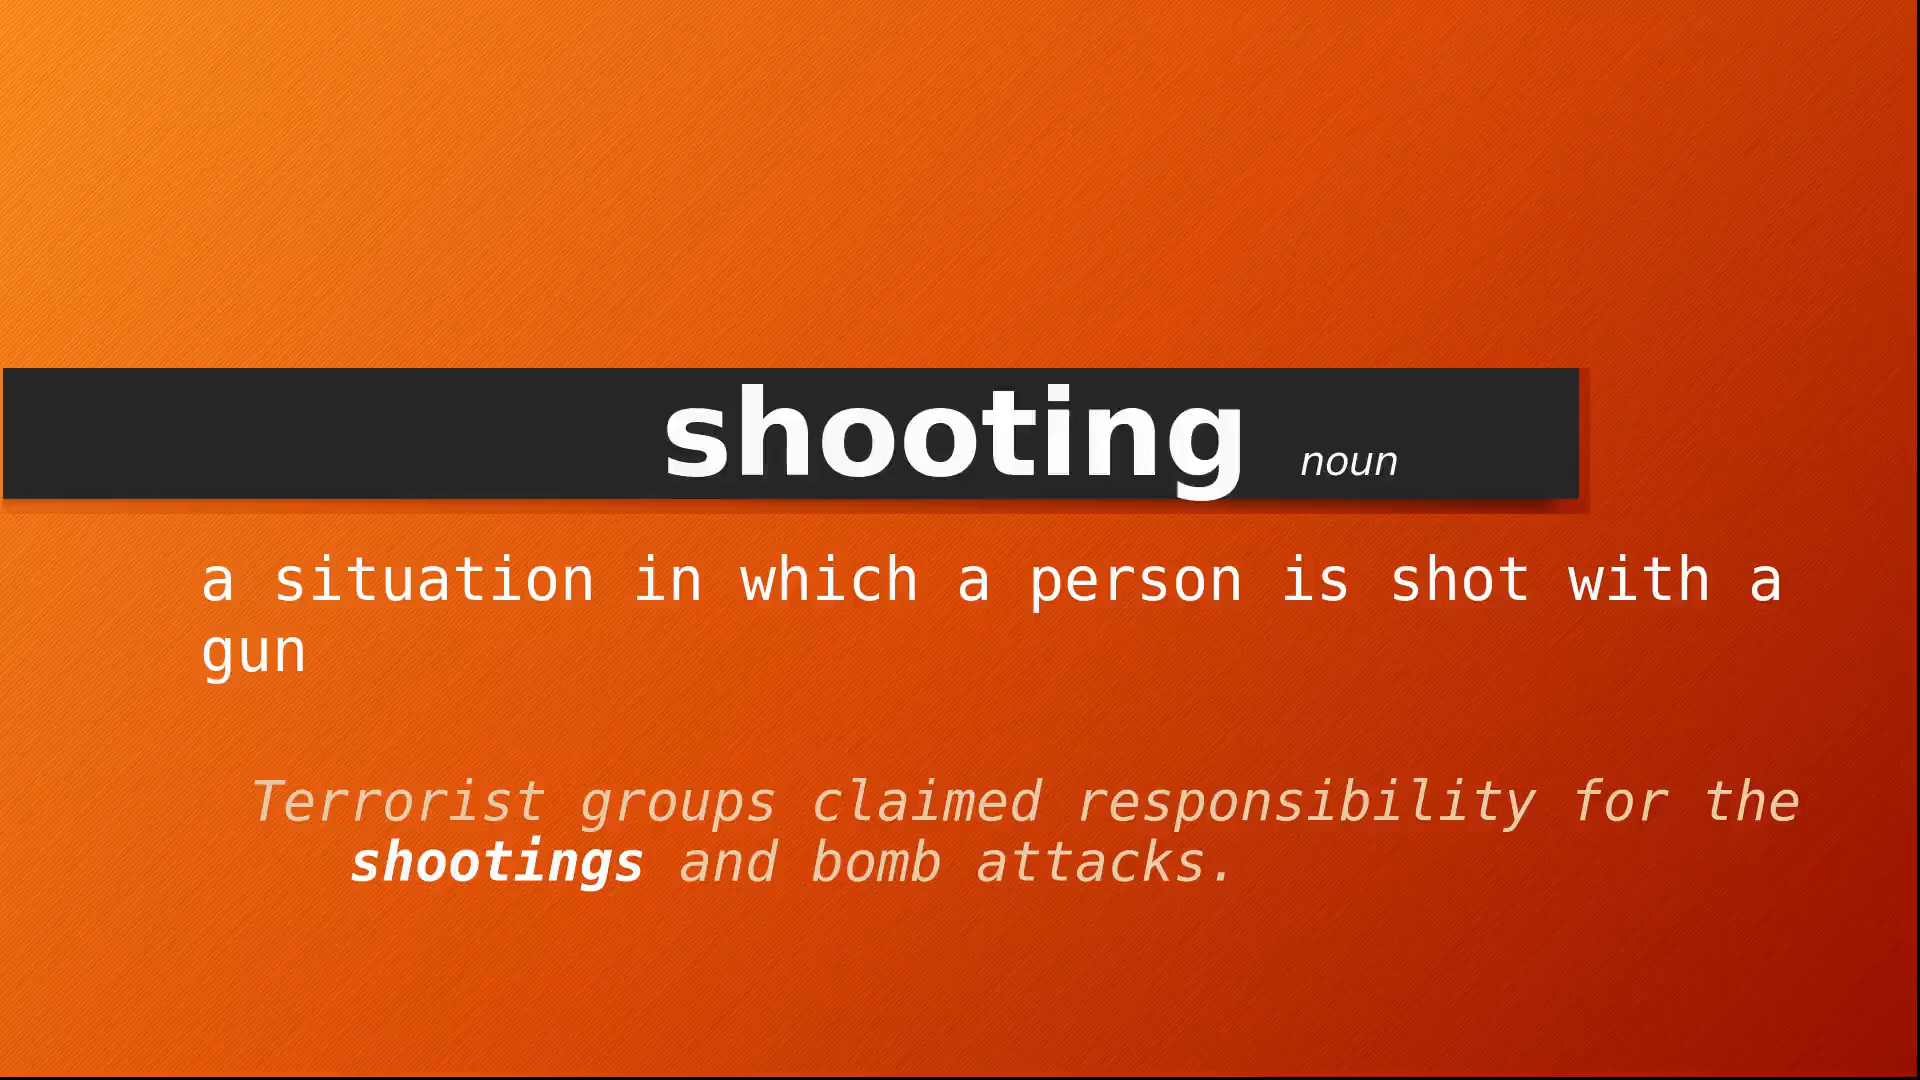 shooting noun
a situation in which a person is shot with a
gun
Terrorist groups claimed responsibility for the
shootings and bomb attacks.